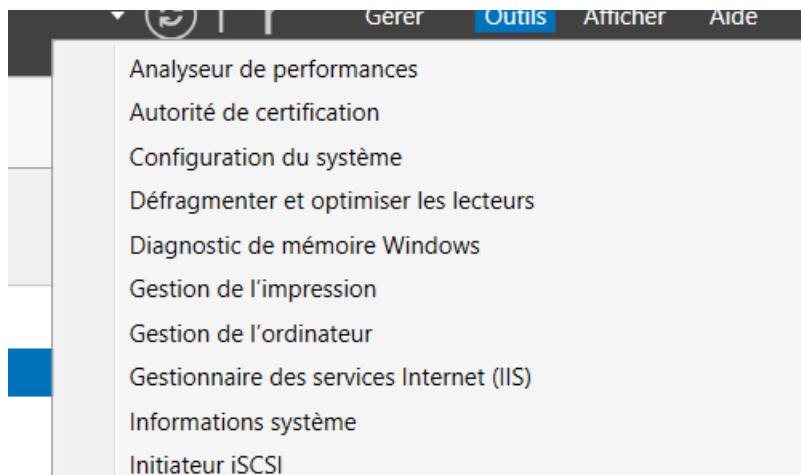 Gérer Outils Afficher Aide
Analyseur de performances
Autorité de certification
Configuration du système
Défragmenter et optimiser les lecteurs
Diagnostic de mémoire Windows
Gestion de l’impression
Gestion de l’ordinateur
Gestionnaire des services Internet (IIS)
Informations système
Initiateur iSCSI